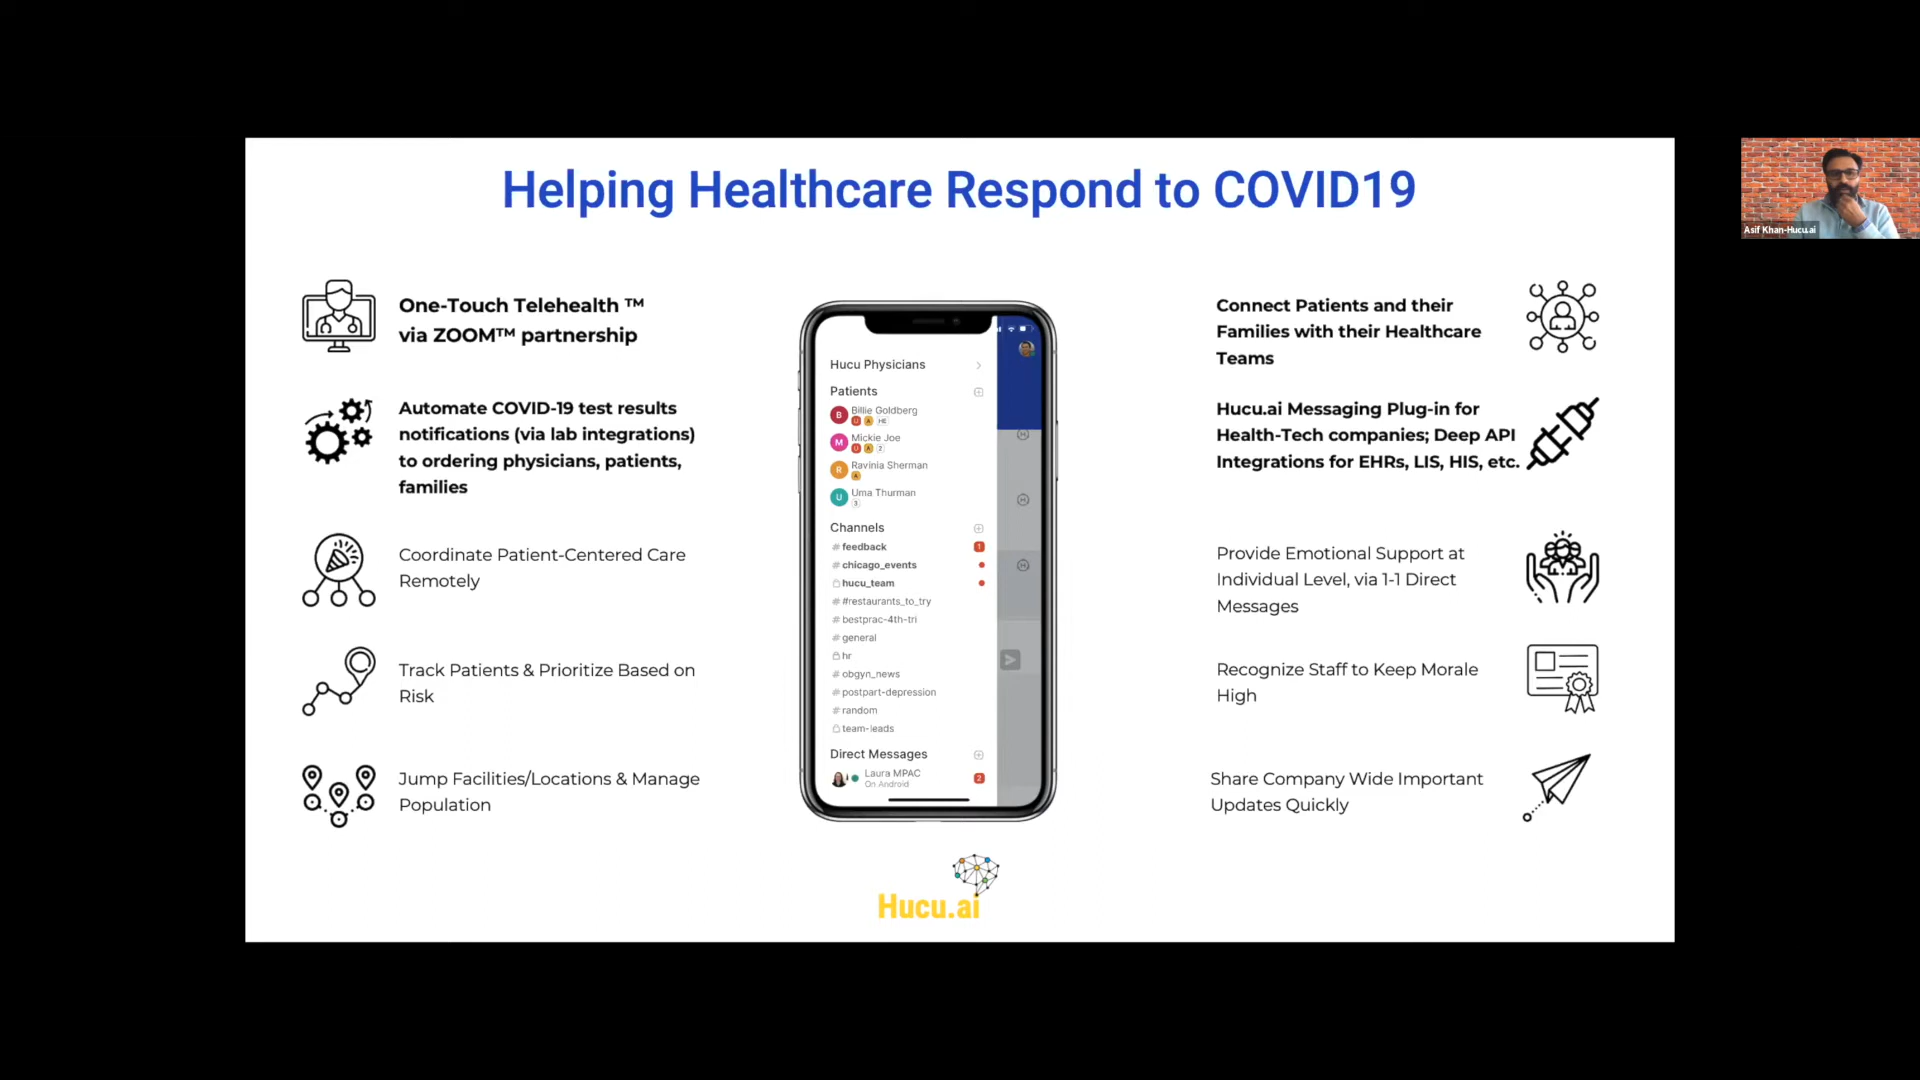 Helping Healthcare Respond to COVID19
Asif Khan-Hucu.ai
One-Touch Telehealth ™
via ZOOM™ partnership
Automate COVID-19 test results
notifications (via lab integrations)
to ordering physicians, patients,
families
Coordinate Patient-Centered Care
Remotely
Track Patients & Prioritize Based on
Risk
Jump Facilities/Locations & Manage
Population
Hucu Physicians
Patients
B
Billie Goldberg
U A HE
M
Mickie Joe
U A 2
R
Ravinia Sherman
A
U
Uma Thurman
3
Channels
# feedback 1
# chicago_events
hucu_team
# #restaurants_to_try
# bestprac-4th-tri
# general
hr
# obgyn_news
# postpart-depression
# random
team-leads
Direct Messages
Laura MPAC 2
On Android
Connect Patients and their
Families with their Healthcare
Teams
Hucu.ai Messaging Plug-in for
Health-Tech companies; Deep API
Integrations for EHRs, LIS, HIS, etc.
Provide Emotional Support at
Individual Level, via 1-1 Direct
Messages
Recognize Staff to Keep Morale
High
Share Company Wide Important
Updates Quickly
Hucu.ai